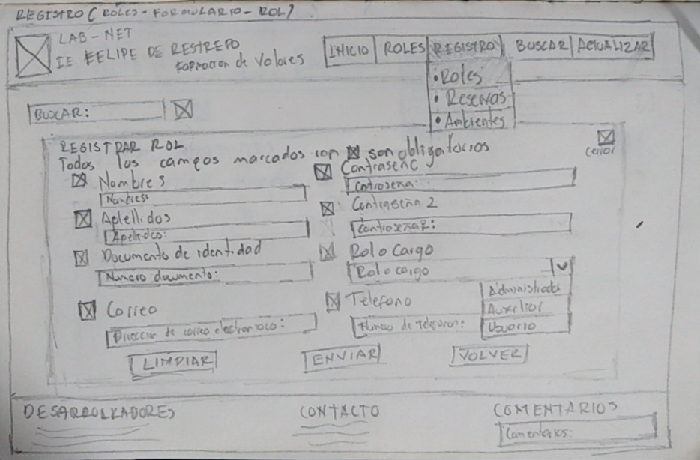 REGISTRO (ROLES - FORMULARIO - ROL)
LAB-NET
IE FELIPE DE RESTREPO
Formacion de Valores
INICIO ROLES REGISTRO BUSCAR ACTUALIZAR
• Roles
• Reservas
• Ambientes
BUSCAR:
REGISTRAR ROL
Todos los campos marcados con son obligatorios
Cerrar
Nombres
Nombres:
Apellidos
Apellidos:
Documento de identidad
Numero documento:
Correo
Direccion de correo electronico:
Contraseña
Contraseña:
Contraseña 2
Contraseña 2:
Rol o Cargo
Rol o cargo
Administrador
Auxiliar
Usuario
Telefono
Numero de telefono:
LIMPIAR ENVIAR VOLVER
DESARROLLADORES CONTACTO COMENTARIOS
Comentarios: